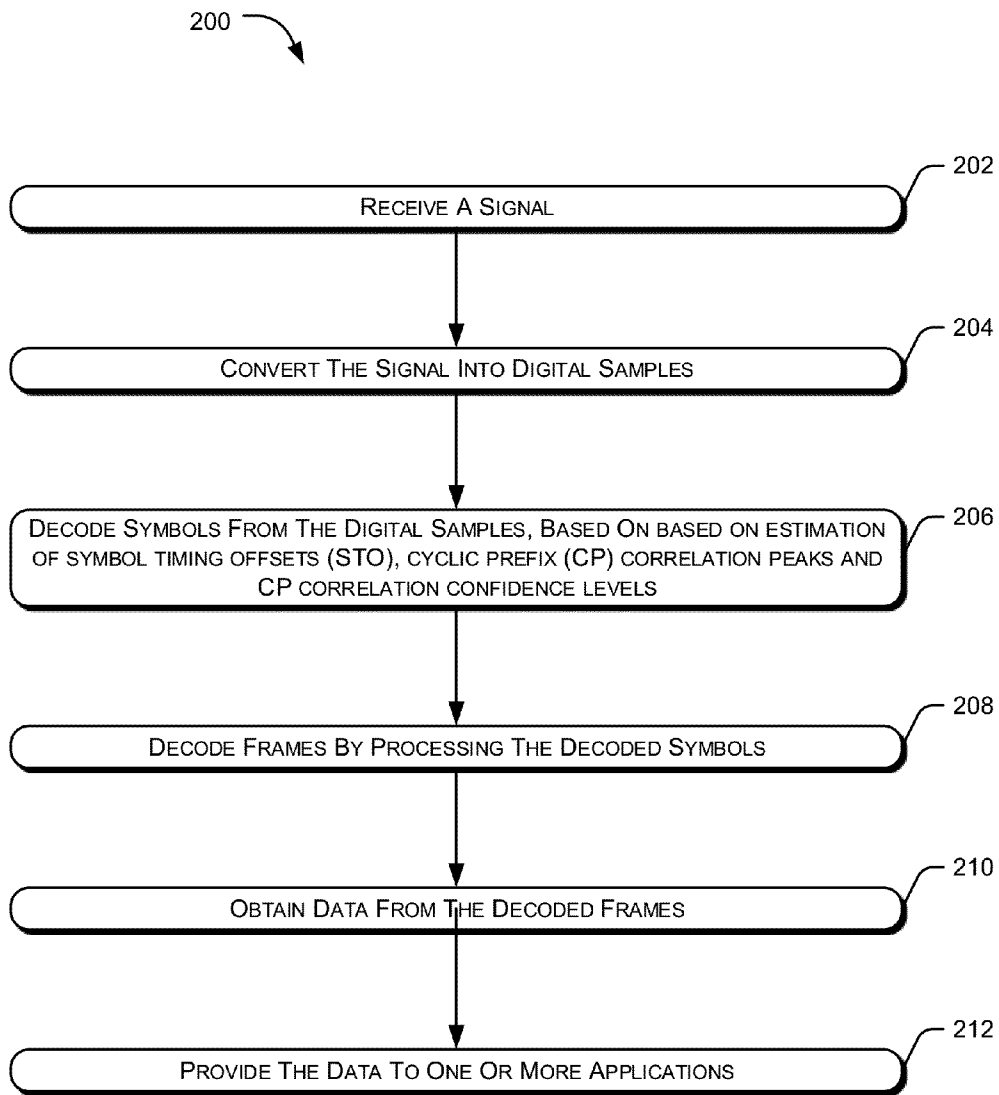 200
202
RECEIVE A SIGNAL
204
CONVERT THE SIGNAL INTO DIGITAL SAMPLES
206
DECODE SYMBOLS FROM THE DIGITAL SAMPLES, BASED ON BASED ON ESTIMATION
OF SYMBOL TIMING OFFSETS (STO), CYCLIC PREFIX (CP) CORRELATION PEAKS AND
CP CORRELATION CONFIDENCE LEVELS
208
DECODE FRAMES BY PROCESSING THE DECODED SYMBOLS
210
OBTAIN DATA FROM THE DECODED FRAMES
212
PROVIDE THE DATA TO ONE OR MORE APPLICATIONS